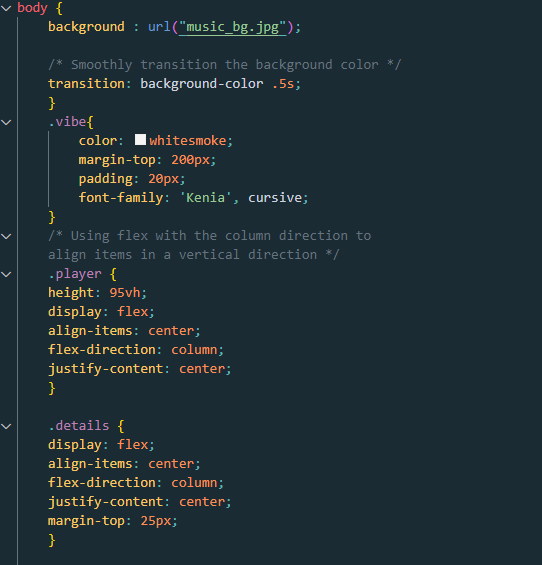 body {
background : url("music_bg.jpg");
/* Smoothly transition the background color */
transition: background-color .5s;
}
.vibe{
color: whitesmoke;
margin-top: 200px;
padding: 20px;
font-family: 'Kenia', cursive;
}
/* Using flex with the column direction to
align items in a vertical direction */
.player {
height: 95vh;
display: flex;
align-items: center;
flex-direction: column;
justify-content: center;
}
.details {
display: flex;
align-items: center;
flex-direction: column;
justify-content: center;
margin-top: 25px;
}